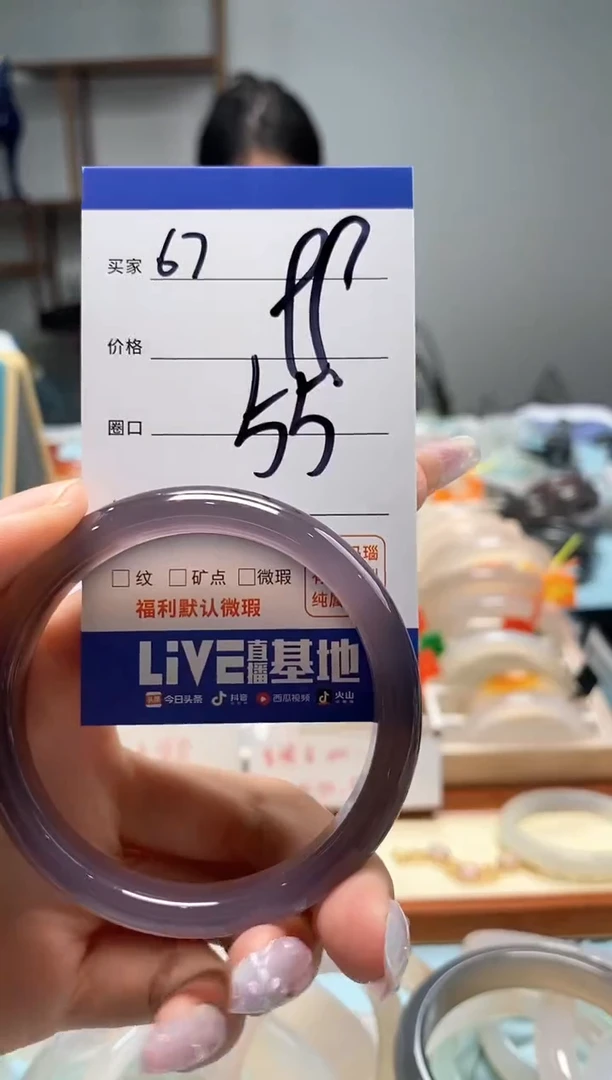 买家 67
价格
圈口 55
纹 矿点 微瑕
福利默认微瑕
LiVE直播基地
头条 今日头条 抖音 西瓜视频 火山